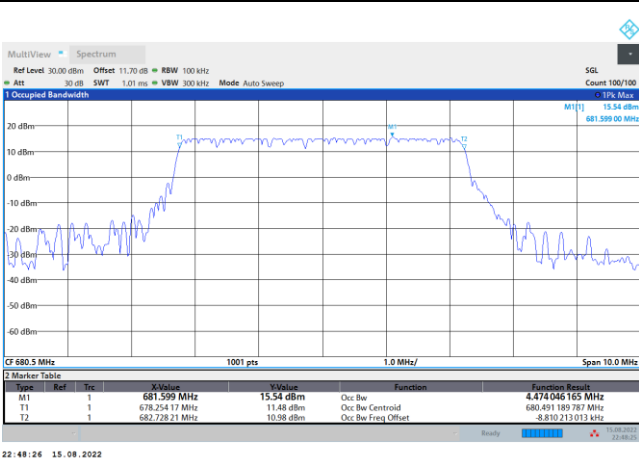 MultiView Spectrum
Ref Level 30.00 dBm Offset 11.70 dB RBW 100 kHz SGL
Att 30 dB SWT 1.01 ms VBW 300 kHz Mode Auto Sweep Count 100/100
1 Occupied Bandwidth 1Pk Max
M1[1] 15.54 dBm
681.599 00 MHz
20 dBm
M1
T1
T2
10 dBm
0 dBm
-10 dBm
-20 dBm
-30 dBm
-40 dBm
-50 dBm
-60 dBm
CF 680.5 MHz 1001 pts 1.0 MHz/ Span 10.0 MHz
2 Marker Table
Type Ref Trc X-Value Y-Value Function Function Result
M1 1 681.599 MHz 15.54 dBm Occ Bw 4.474 046 165 MHz
T1 1 678.254 17 MHz 11.48 dBm Occ Bw Centroid 680.491 189 787 MHz
T2 1 682.728 21 MHz 10.98 dBm Occ Bw Freq Offset -8.810 213 013 kHz
Ready 15.08.2022
22:48:25
22:48:26 15.08.2022